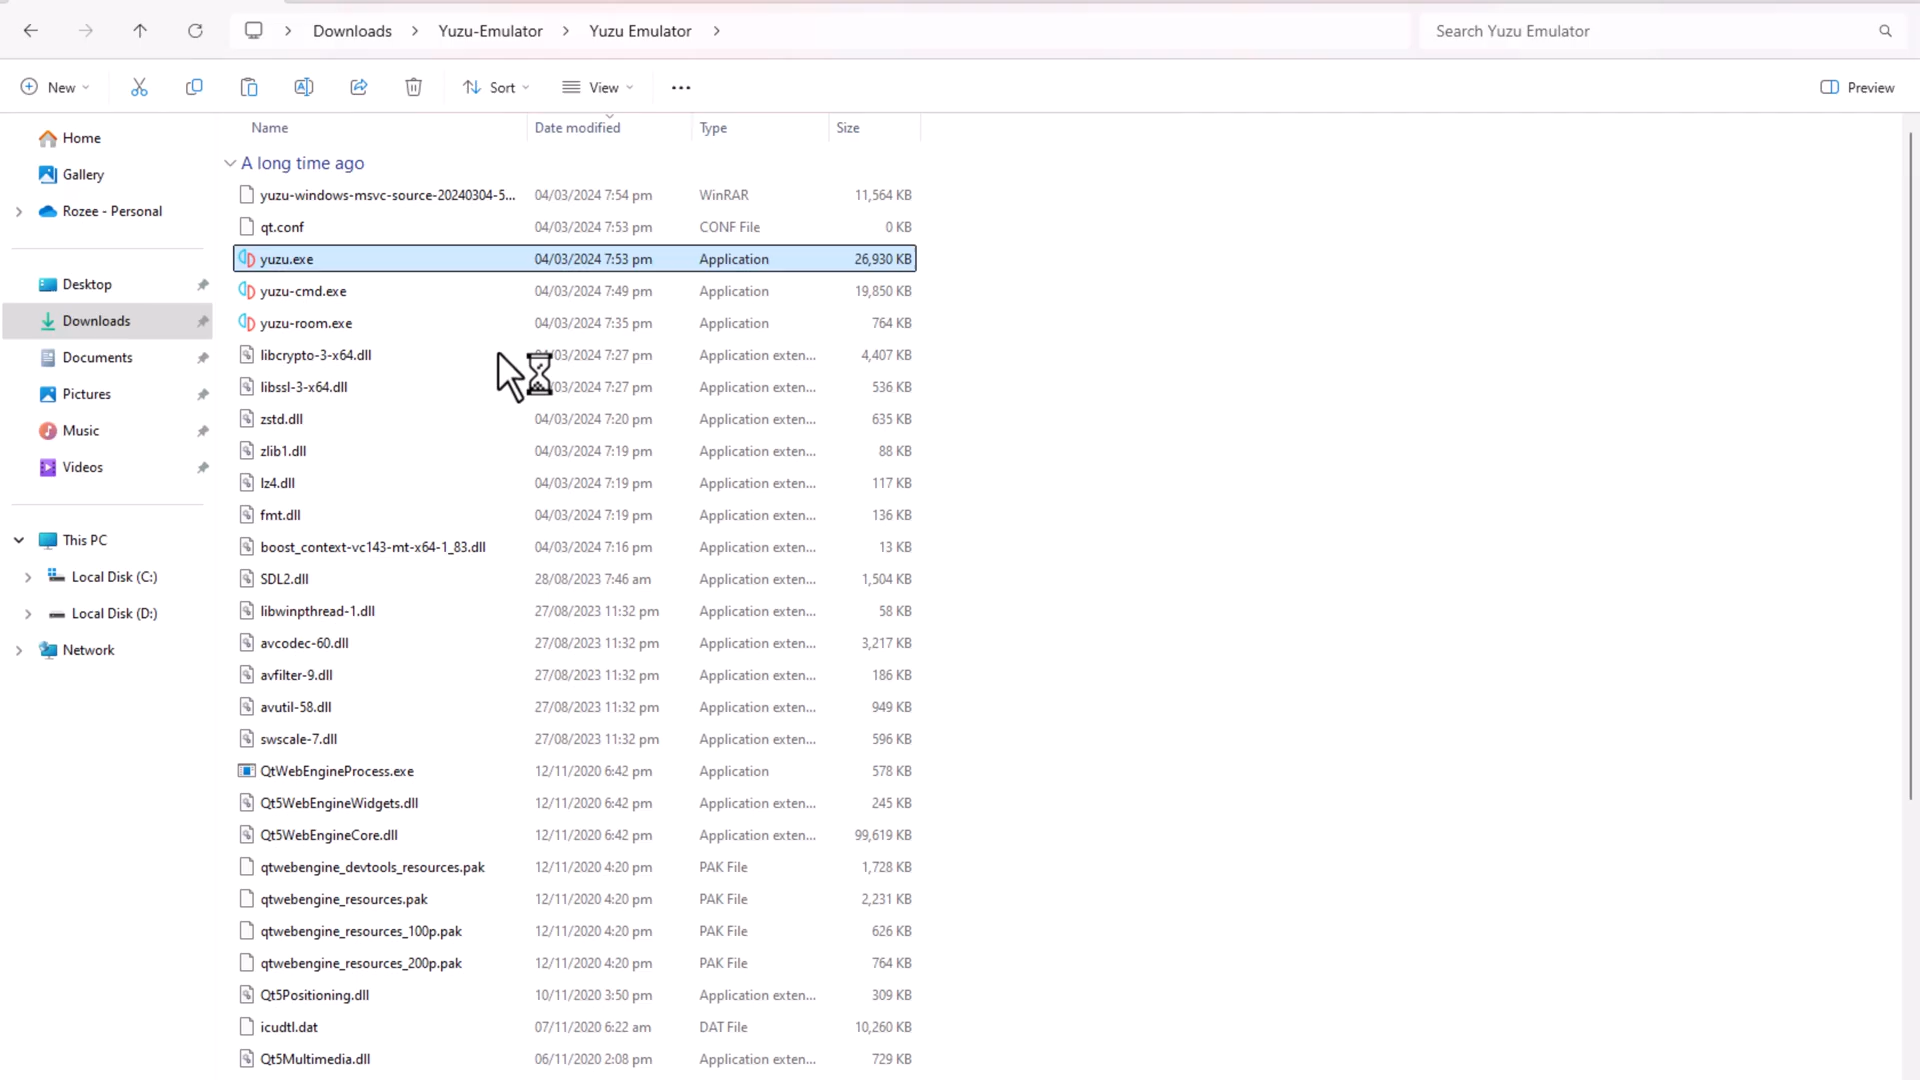 Downloads > Yuzu-Emulator > Yuzu Emulator >
Search Yuzu Emulator
New
Sort
View
Preview
Home
Gallery
Rozee - Personal
Desktop
Downloads
Documents
Pictures
Music
Videos
This PC
Local Disk (C:)
Local Disk (D:)
Network
Name Date modified Type Size
A long time ago
yuzu-windows-msvc-source-20240304-5... 04/03/2024 7:54 pm WinRAR 11,564 KB
qt.conf 04/03/2024 7:53 pm CONF File 0 KB
yuzu.exe 04/03/2024 7:53 pm Application 26,930 KB
yuzu-cmd.exe 04/03/2024 7:49 pm Application 19,850 KB
yuzu-room.exe 04/03/2024 7:35 pm Application 764 KB
libcrypto-3-x64.dll /03/2024 7:27 pm Application exten... 4,407 KB
libssl-3-x64.dll /03/2024 7:27 pm Application exten... 536 KB
zstd.dll 04/03/2024 7:20 pm Application exten... 635 KB
zlib1.dll 04/03/2024 7:19 pm Application exten... 88 KB
lz4.dll 04/03/2024 7:19 pm Application exten... 117 KB
fmt.dll 04/03/2024 7:19 pm Application exten... 136 KB
boost_context-vc143-mt-x64-1_83.dll 04/03/2024 7:16 pm Application exten... 13 KB
SDL2.dll 28/08/2023 7:46 am Application exten... 1,504 KB
libwinpthread-1.dll 27/08/2023 11:32 pm Application exten... 58 KB
avcodec-60.dll 27/08/2023 11:32 pm Application exten... 3,217 KB
avfilter-9.dll 27/08/2023 11:32 pm Application exten... 186 KB
avutil-58.dll 27/08/2023 11:32 pm Application exten... 949 KB
swscale-7.dll 27/08/2023 11:32 pm Application exten... 596 KB
QtWebEngineProcess.exe 12/11/2020 6:42 pm Application 578 KB
Qt5WebEngineWidgets.dll 12/11/2020 6:42 pm Application exten... 245 KB
Qt5WebEngineCore.dll 12/11/2020 6:42 pm Application exten... 99,619 KB
qtwebengine_devtools_resources.pak 12/11/2020 4:20 pm PAK File 1,728 KB
qtwebengine_resources.pak 12/11/2020 4:20 pm PAK File 2,231 KB
qtwebengine_resources_100p.pak 12/11/2020 4:20 pm PAK File 626 KB
qtwebengine_resources_200p.pak 12/11/2020 4:20 pm PAK File 764 KB
Qt5Positioning.dll 10/11/2020 3:50 pm Application exten... 309 KB
icudtl.dat 07/11/2020 6:22 am DAT File 10,260 KB
Qt5Multimedia.dll 06/11/2020 2:08 pm Application exten... 729 KB